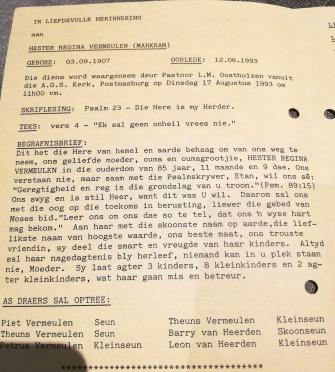 IN LIEFDEVOLLE HERINNERING
aan
HESTER REGINA VERMEULEN (MARKRAM)
GEBORE: 03.09.1907 OORLEDE: 12.08.1993
Die diens word waargeneem deur Pastoor L.M. Oosthuizen vanuit
die A.G.S. Kerk, Postmasburg op Dinsdag 17 Augustus 1993 om
11h00 vm.
SKRIFLESING: Psalm 23 - Die Here is my Herder.
TEKS: vers 4 - "Ek sal geen onheil vrees nie."
BEGRAFNISBRIEF:
Dit het die Here van hemel en aarde behaag om van ons weg te
neem, ons geliefde moeder, ouma en oumagrootjie, HESTER REGINA
VERMEULEN in die ouderdom van 85 jaar, 11 maande en 9 dae. Ons
verstaan nie, maar saam met die Psalmskrywer, Etan, wil ons sê:
"Geregtigheid en reg is die grondslag van u troon."(Psm. 89:15)
Ons swyg en is stil Heer, want dit was U wil. Daarom sal ons
met die oog op die toekoms in berusting, liewer die gebed van
Moses bid."Leer ons om ons dae so te tel, dat ons 'n wyse hart
mag bekom." Aan haar met die skoonste naam op aarde,die lief-
likste naam van hoogste waarde, ons beste maat, ons trouste
vriendin, sy deel die smart en vreugde van haar kinders. Altyd
sal haar nagedagtenis bly herleef, niemand kan in u plek staan
nie, Moeder. Sy laat agter 3 kinders, 8 kleinkinders en 2 ag-
ter kleinkinders, wat haar gaan mis en betreur.
AS DRAERS SAL OPTREE:
Piet Vermeulen Seun Theuns Vermeulen Kleinseun
Theuns Vermeulen Seun Barry van Heerden Skoonseun
Petrus Vermeulen Kleinseun Leon van Heerden Kleinseun